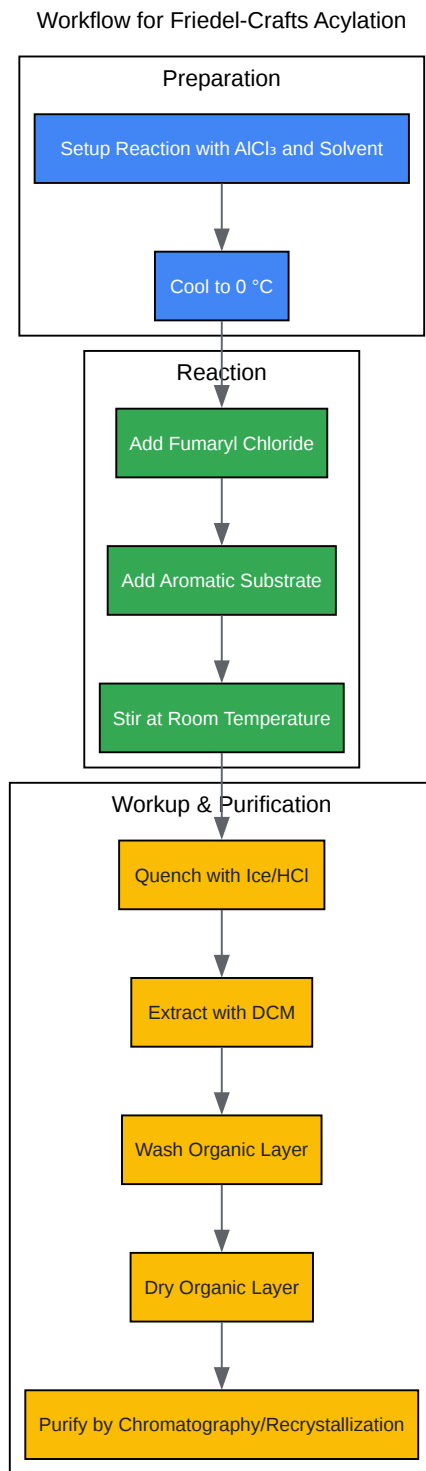 Workflow for Friedel-Crafts Acylation
Preparation
Setup Reaction with AlCl₃ and Solvent
Cool to 0 °C
Reaction
Add Fumaryl Chloride
Add Aromatic Substrate
Stir at Room Temperature
Workup & Purification
Quench with Ice/HCl
Extract with DCM
Wash Organic Layer
Dry Organic Layer
Purify by Chromatography/Recrystallization